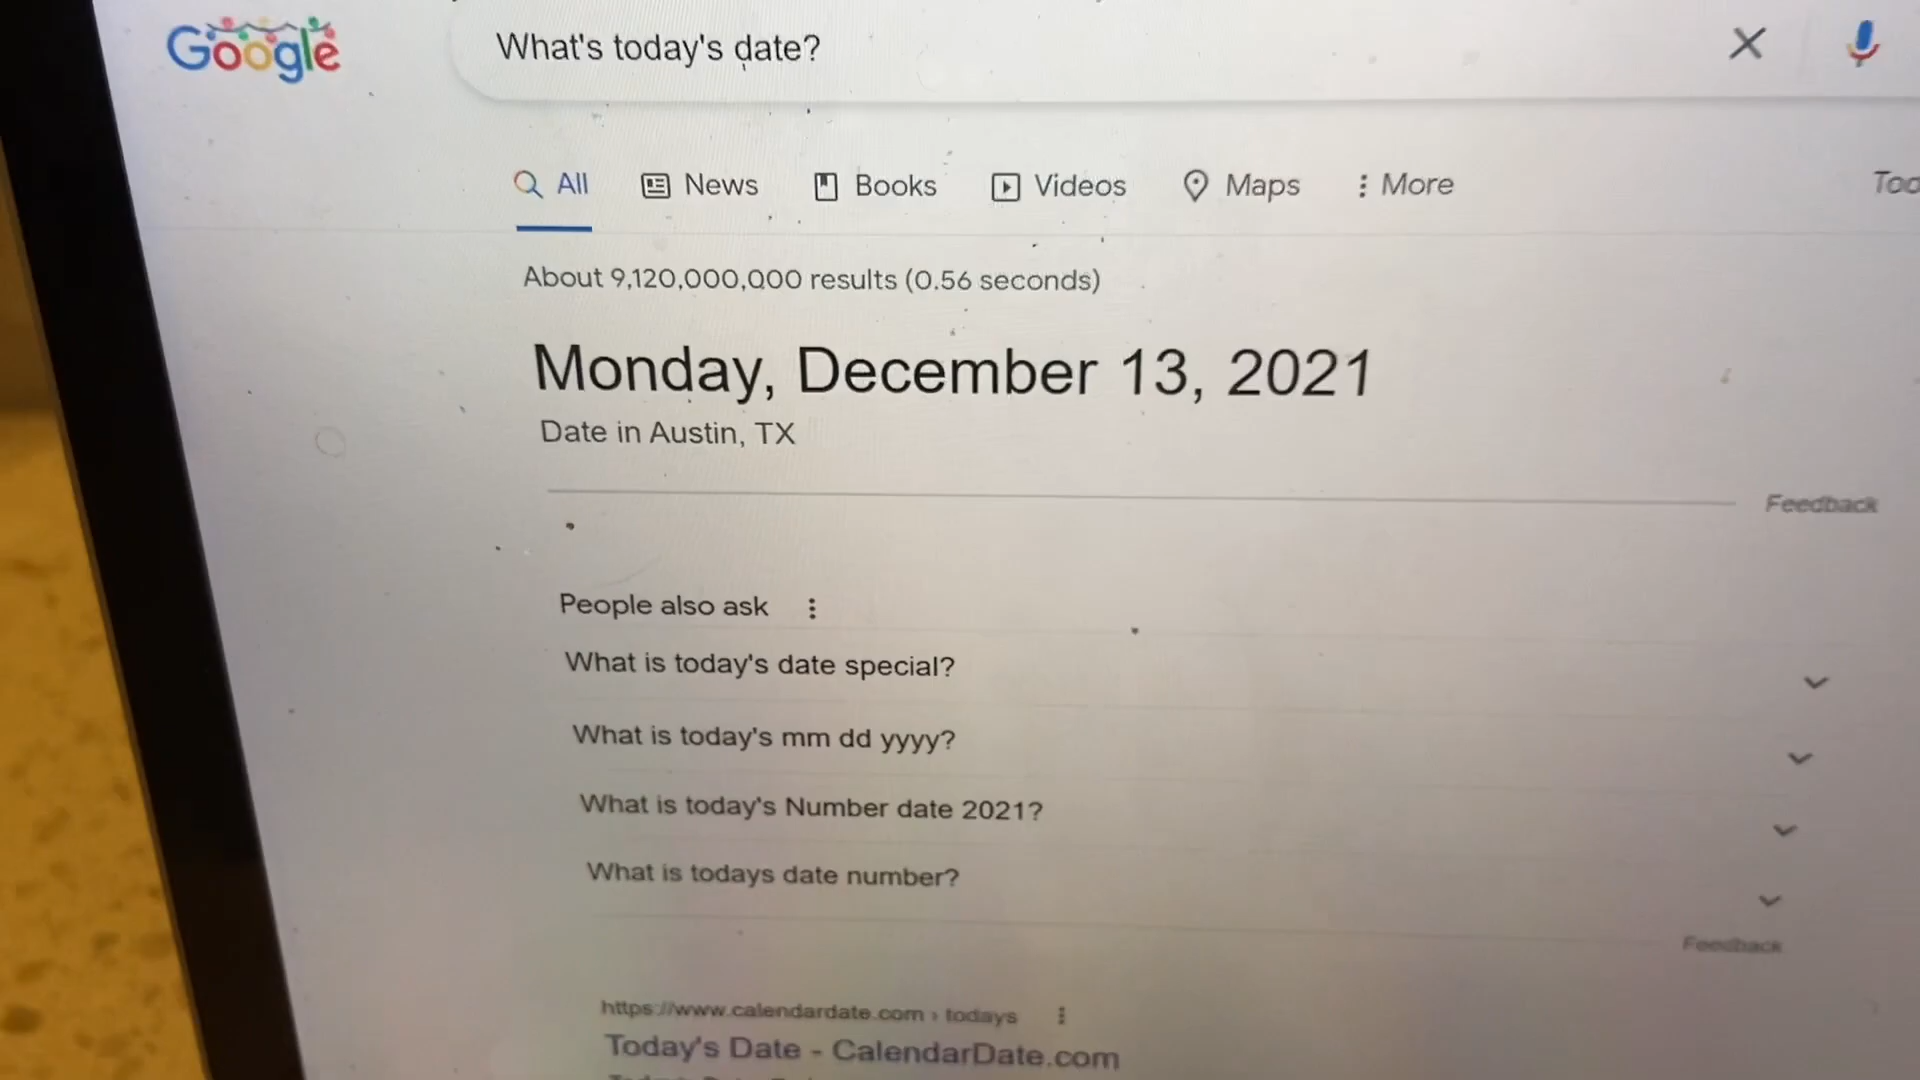 Google
What's today's date?
All News Books Videos Maps More
About 9,120,000,000 results (0.56 seconds)
Monday, December 13, 2021
Date in Austin, TX
Feedback
People also ask
What is today's date special?
What is today's mm dd yyyy?
What is today's Number date 2021?
What is todays date number?
Feedback
https://www.calendardate.com › todays
Today's Date - CalendarDate.com